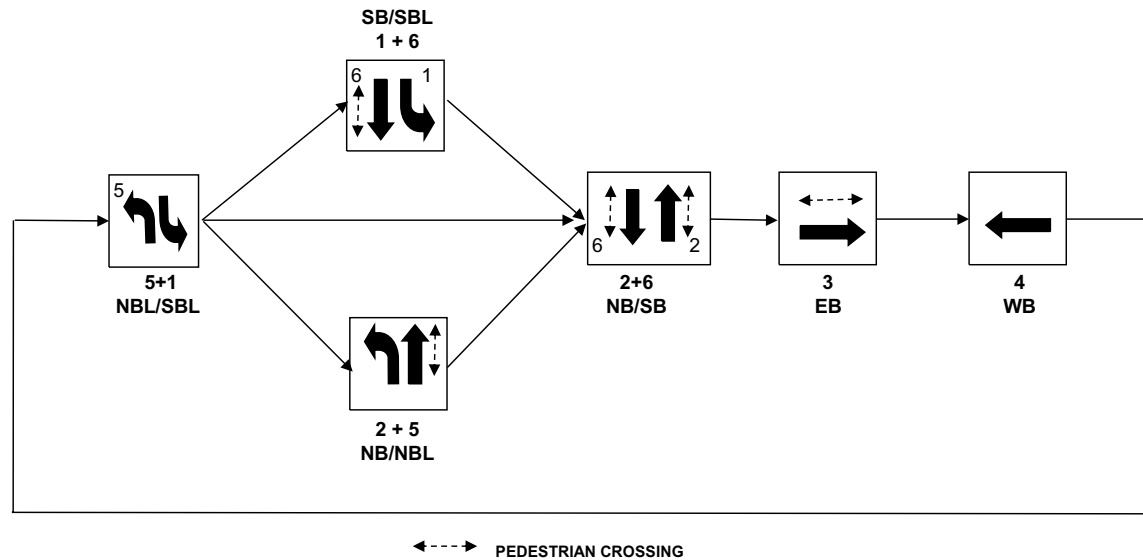 SB/SBL
1 + 6
6
1
5
5+1
NBL/SBL
6
2
2+6
NB/SB
3
EB
4
WB
2 + 5
NB/NBL
PEDESTRIAN CROSSING